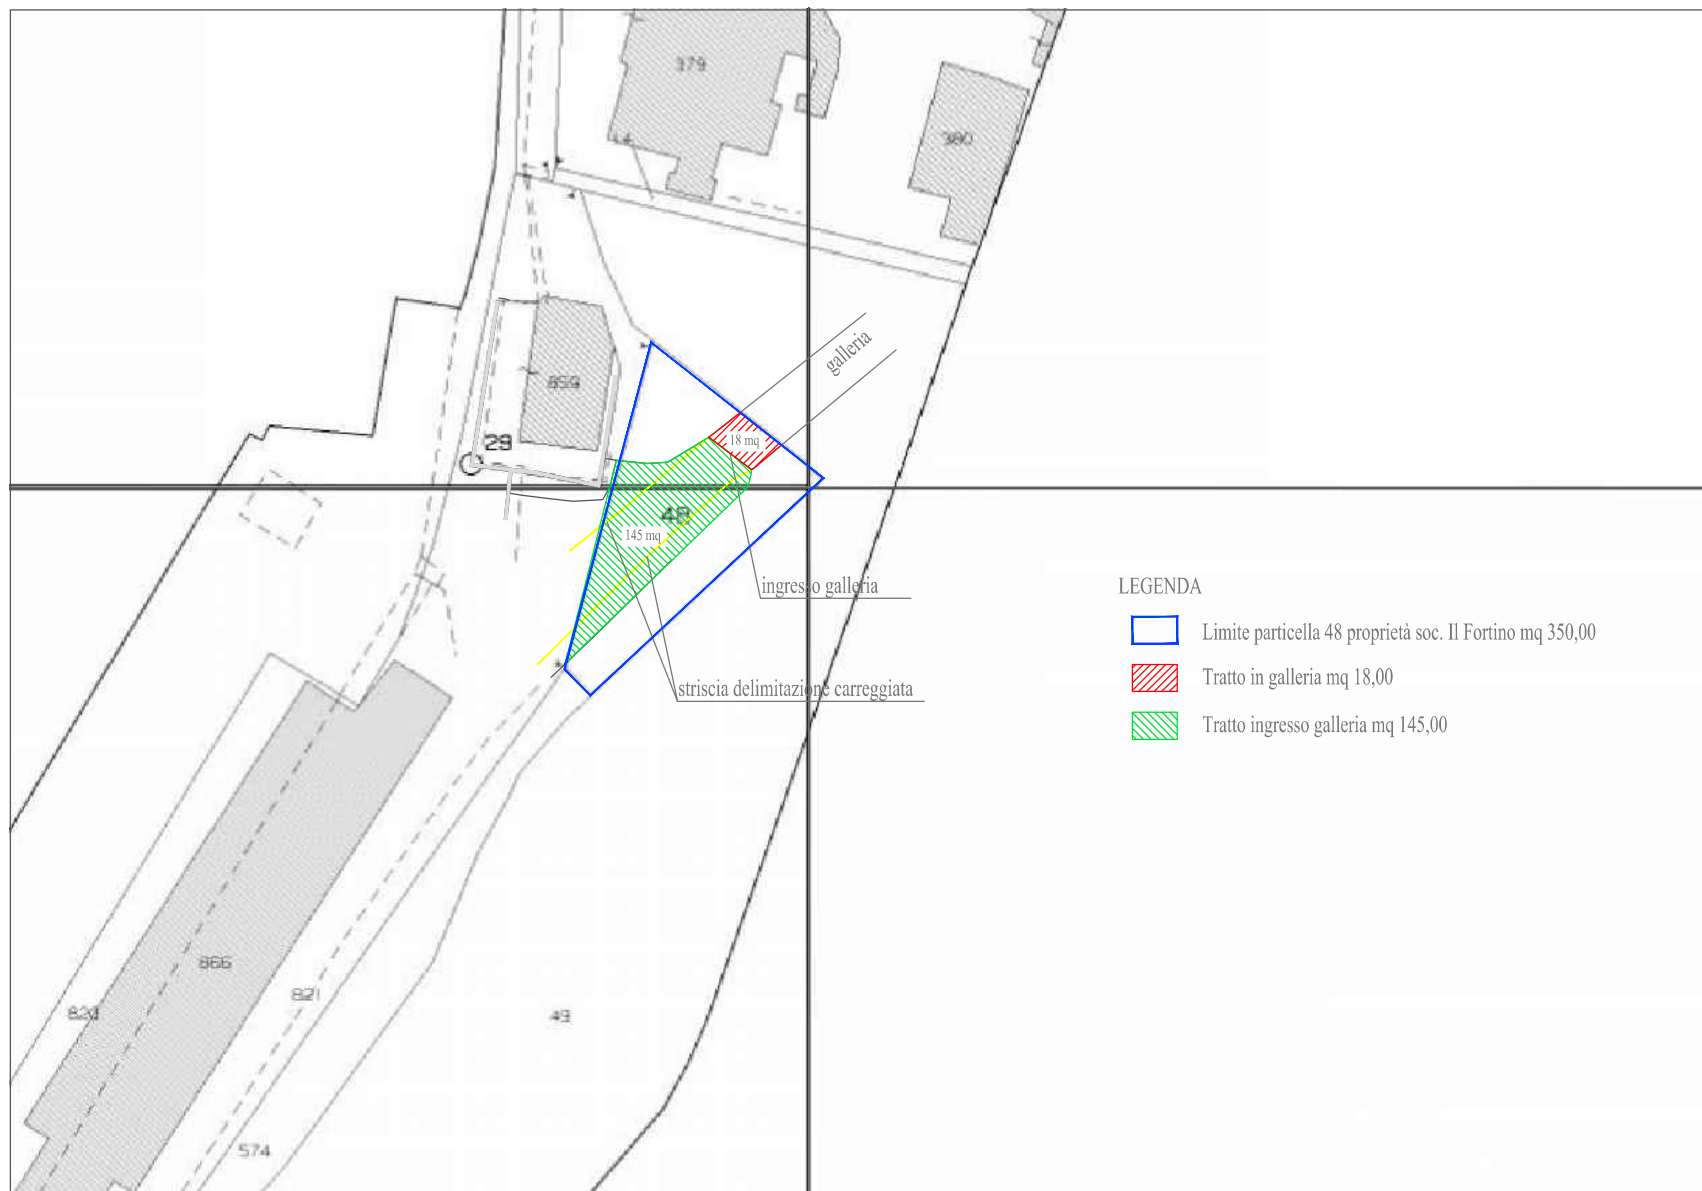 379
14
380
galleria
859
29
18 mq
48
145 mq
ingresso galleria
striscia delimitazione carreggiata
LEGENDA
Limite particella 48 proprietà soc. Il Fortino mq 350,00
Tratto in galleria mq 18,00
Tratto ingresso galleria mq 145,00
866
821
49
574